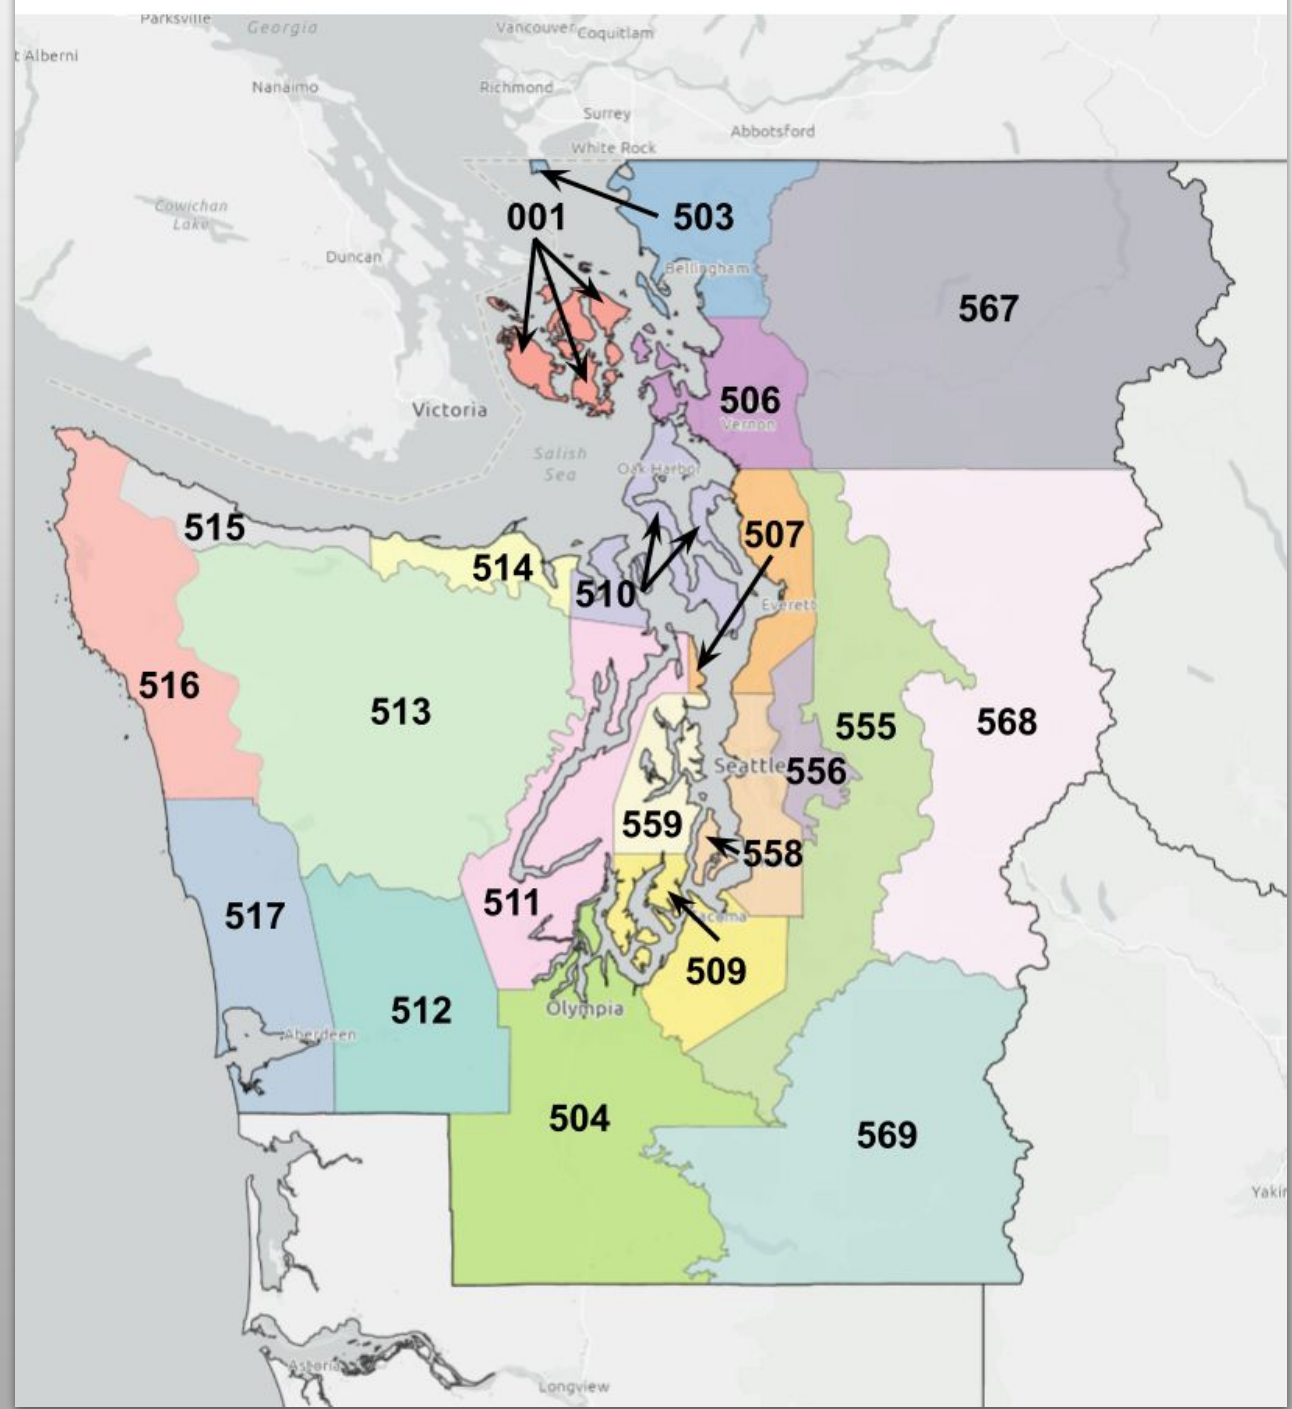 Parksville
Georgia
Vancouver
Coquitlam
t Alberni
Nanaimo
Richmond
Surrey
Abbotsford
White Rock
Cowichan
Lake
001
503
Duncan
Bellingham
567
Victoria
506
Vernon
Salish
Sea
Oak Harbor
515
507
514
510
Everett
516
513
555
568
Seattle
556
559
558
511
517
Tacoma
509
512
Olympia
Aberdeen
504
569
Yakir
Astoria
Longview